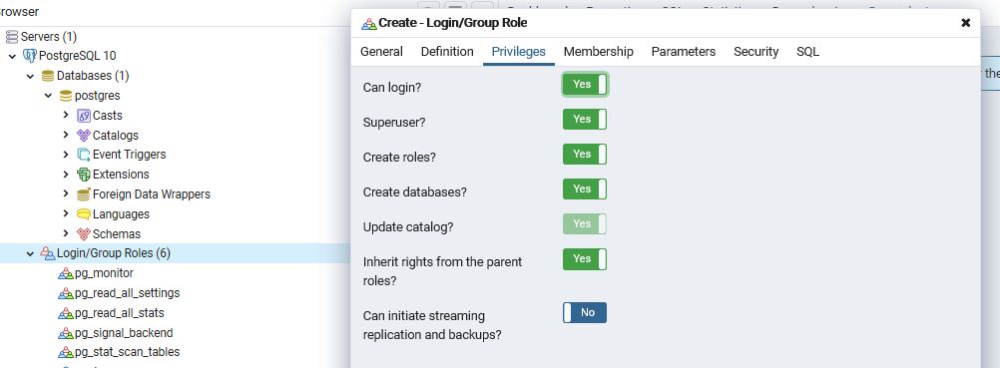 rowser
Servers (1)
PostgreSQL 10
Databases (1)
postgres
Casts
Catalogs
Event Triggers
Extensions
Foreign Data Wrappers
Languages
Schemas
Login/Group Roles (6)
pg_monitor
pg_read_all_settings
pg_read_all_stats
pg_signal_backend
pg_stat_scan_tables
Create - Login/Group Role
General Definition Privileges Membership Parameters Security SQL
Can login? Yes
Superuser? Yes
Create roles? Yes
Create databases? Yes
Update catalog? Yes
Inherit rights from the parent Yes
roles?
Can initiate streaming No
replication and backups?
the